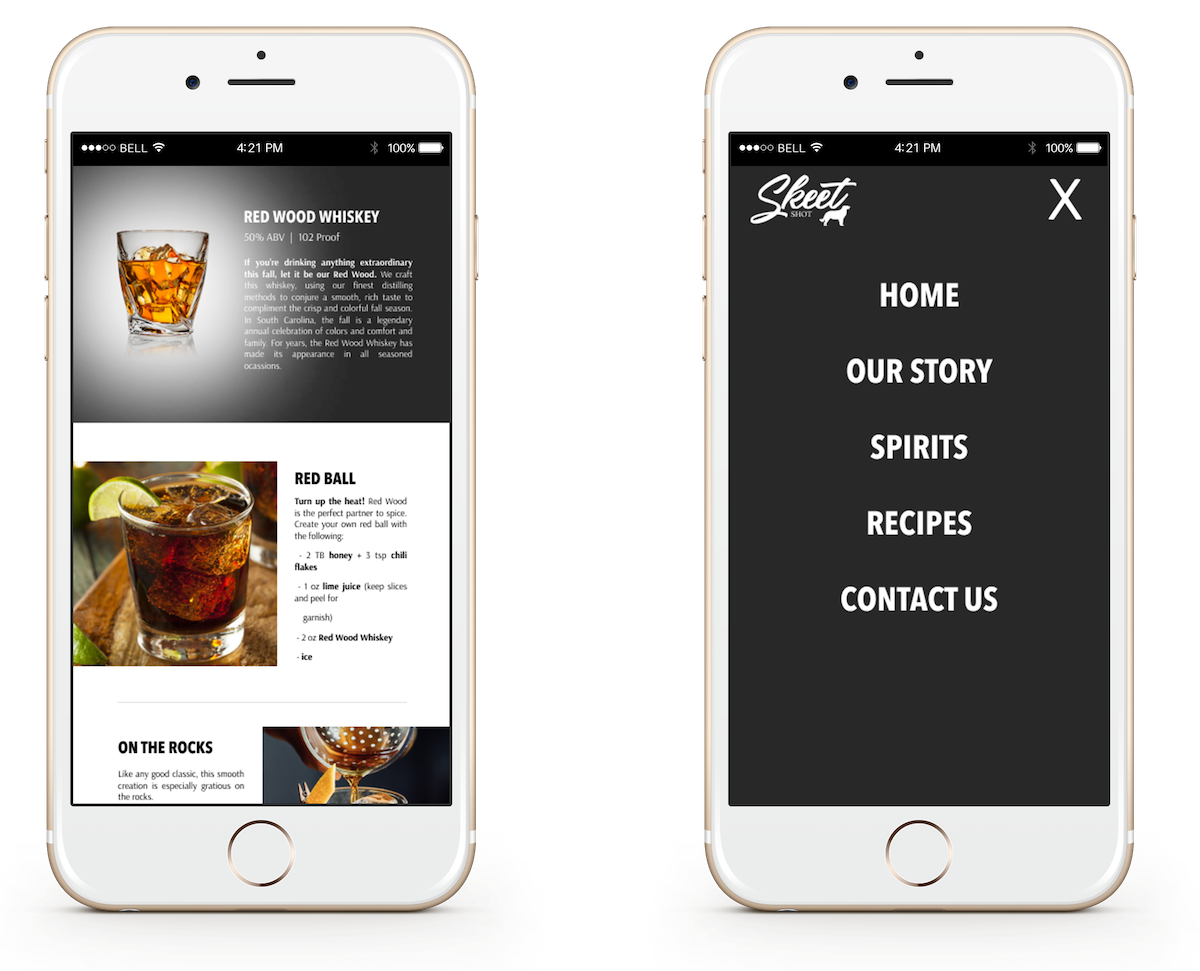 BELL 4:21 PM 100%
RED WOOD WHISKEY
50% ABV | 102 Proof
If you're drinking anything extraordinary
this fall, let it be our Red Wood. We craft
this whiskey, using our finest distilling
methods to conjure a smooth, rich taste to
compliment the crisp and colorful fall season.
In South Carolina, the fall is a legendary
annual celebration of colors and comfort and
family. For years, the Red Wood Whiskey has
made its appearance in all seasoned
ocassions.
RED BALL
Turn up the heat! Red Wood
is the perfect partner to spice.
Create your own red ball with
the following:
- 2 TB honey + 3 tsp chili
flakes
- 1 oz lime juice (keep slices
and peel for
garnish)
- 2 oz Red Wood Whiskey
- ice
ON THE ROCKS
Like any good classic, this smooth
creation is especially gratious on
the rocks.
BELL 4:21 PM 100%
Skeet
SHOT
X
HOME
OUR STORY
SPIRITS
RECIPES
CONTACT US